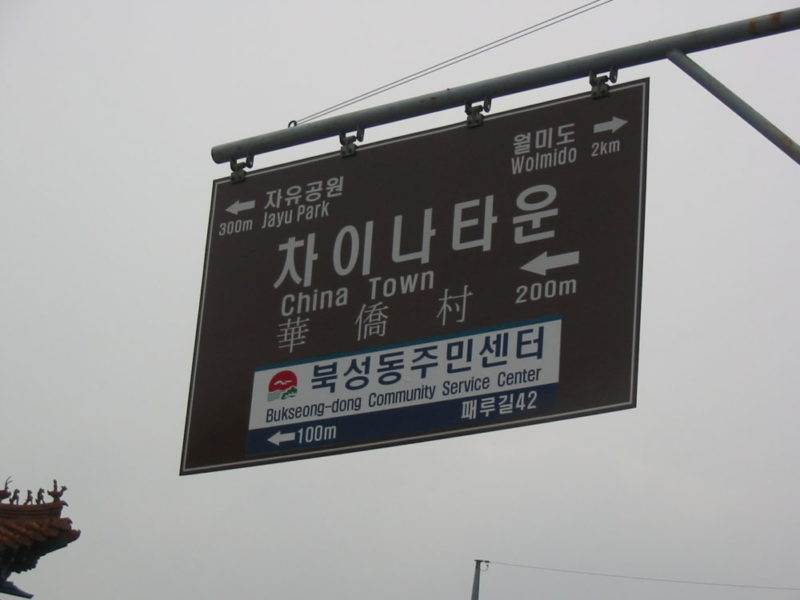 월미도
Wolmido 2km
자유공원
300m Jayu Park
차이나타운
China Town 200m
華僑村
북성동주민센터
Bukseong-dong Community Service Center
100m 패루길42